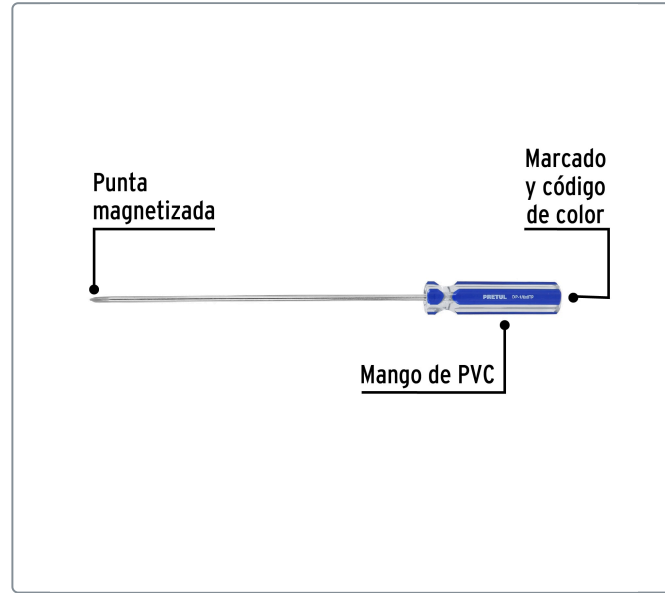 Punta
magnetizada
Marcado
y código
de color
PRETUL
Mango de PVC